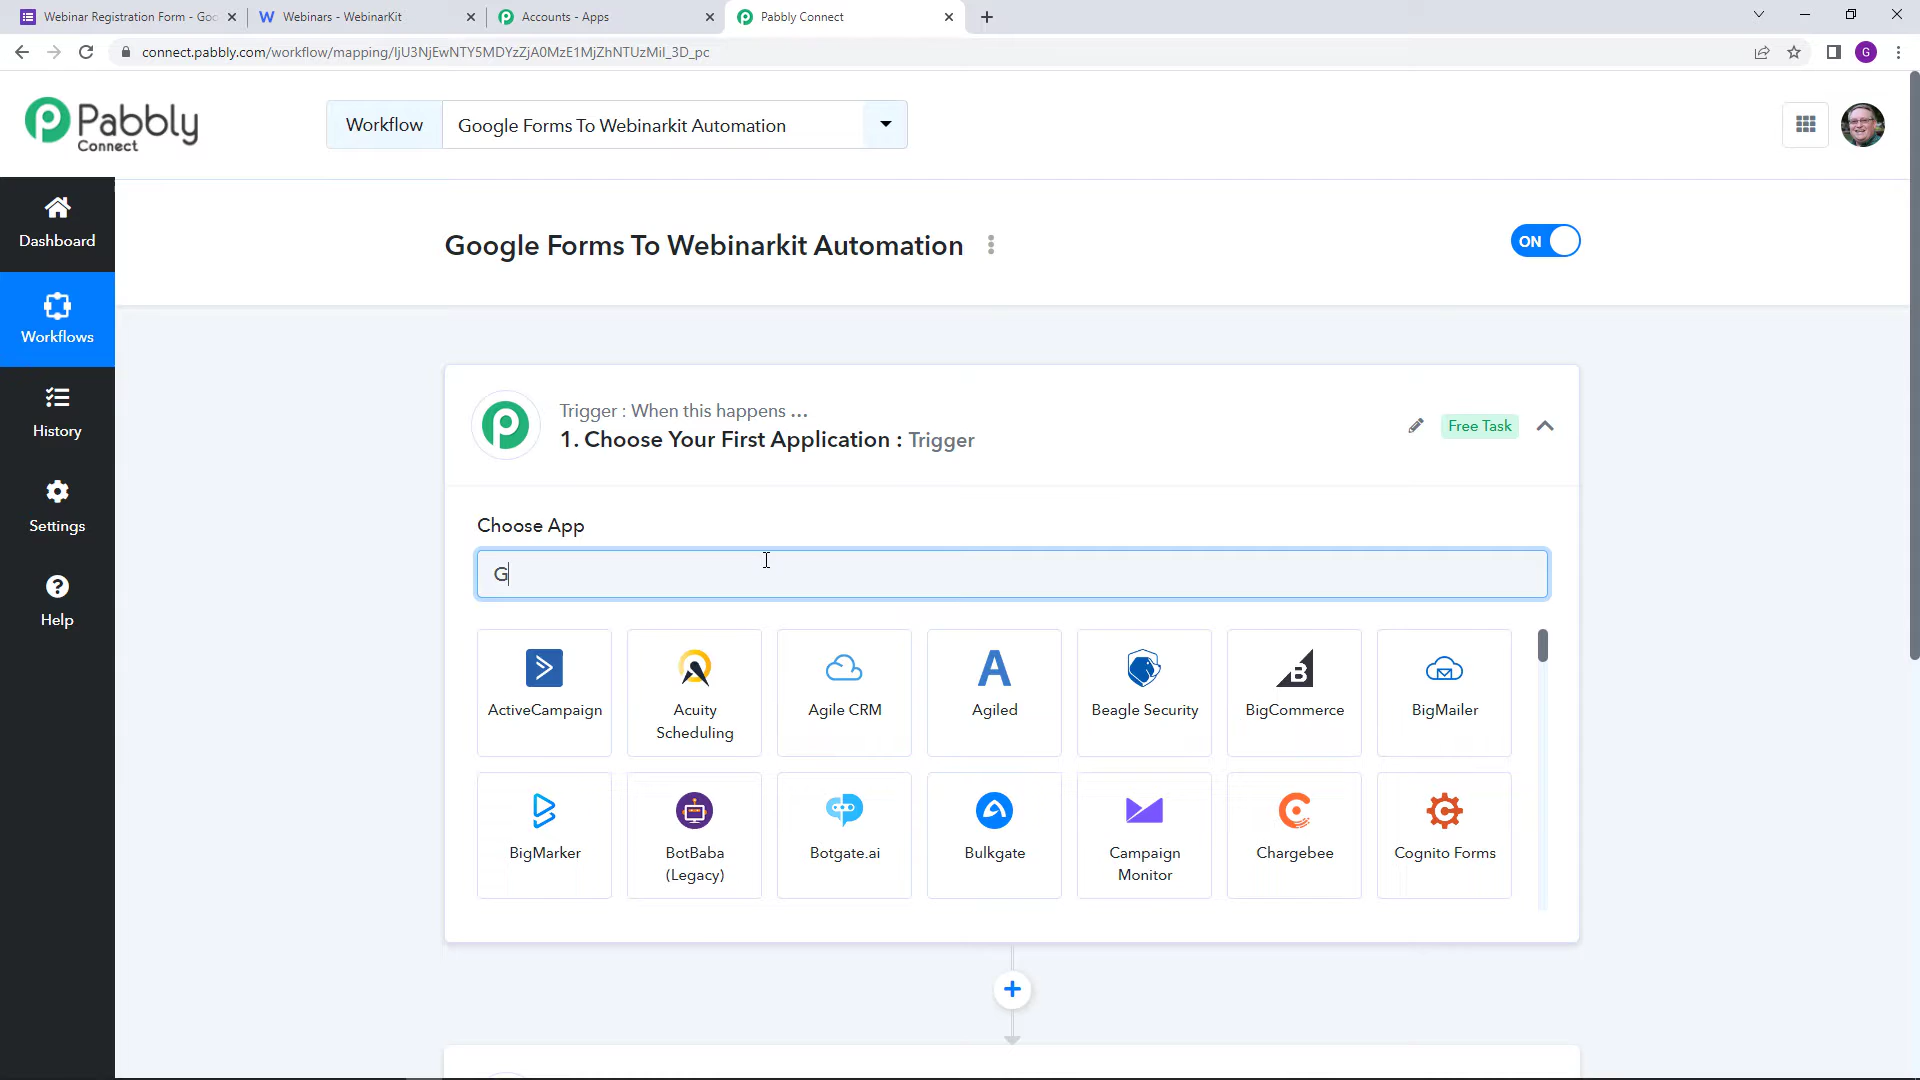 Webinar Registration Form - Goo
Webinars - WebinarKit
Accounts - Apps
Pabbly Connect
connect.pabbly.com/workflow/mapping/IjU3NjEwNTY5MDYzZjA0MzE1MjZhNTUzMiI_3D_pc
G
Pabbly
Connect
Workflow
Google Forms To Webinarkit Automation
Dashboard
Workflows
History
Settings
Help
Google Forms To Webinarkit Automation
ON
Trigger : When this happens ...
1. Choose Your First Application : Trigger
Free Task
Choose App
G
ActiveCampaign
Acuity
Scheduling
Agile CRM
Agiled
Beagle Security
BigCommerce
BigMailer
BigMarker
BotBaba
(Legacy)
Botgate.ai
Bulkgate
Campaign
Monitor
Chargebee
Cognito Forms